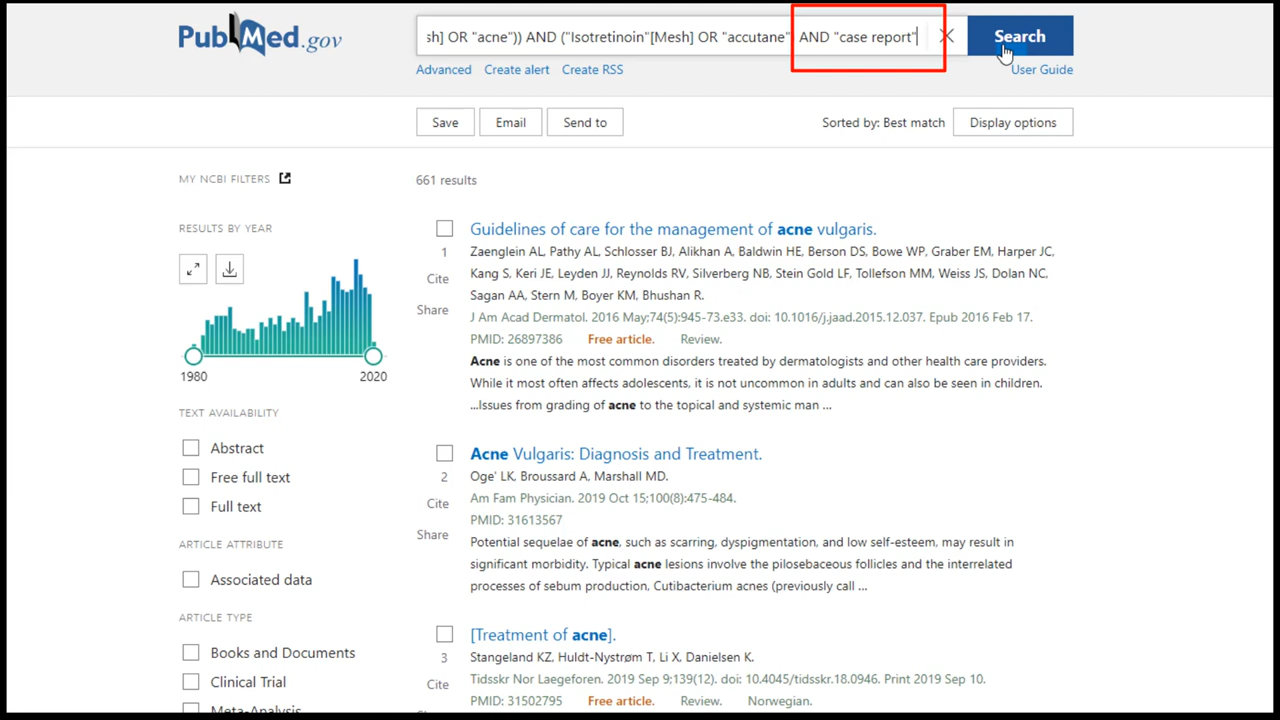 PubMed.gov
sh] OR "acne")) AND ("Isotretinoin"[Mesh] OR "accutane" AND "case report"
Search
Advanced Create alert Create RSS User Guide
Save Email Send to Sorted by: Best match Display options
MY NCBI FILTERS
661 results
RESULTS BY YEAR
1980 2020
TEXT AVAILABILITY
Abstract
Free full text
Full text
ARTICLE ATTRIBUTE
Associated data
ARTICLE TYPE
Books and Documents
Clinical Trial
Meta-Analysis
Guidelines of care for the management of acne vulgaris.
1
Zaenglein AL, Pathy AL, Schlosser BJ, Alikhan A, Baldwin HE, Berson DS, Bowe WP, Graber EM, Harper JC,
Cite
Kang S, Keri JE, Leyden JJ, Reynolds RV, Silverberg NB, Stein Gold LF, Tollefson MM, Weiss JS, Dolan NC,
Sagan AA, Stern M, Boyer KM, Bhushan R.
Share
J Am Acad Dermatol. 2016 May;74(5):945-73.e33. doi: 10.1016/j.jaad.2015.12.037. Epub 2016 Feb 17.
PMID: 26897386 Free article. Review.
Acne is one of the most common disorders treated by dermatologists and other health care providers.
While it most often affects adolescents, it is not uncommon in adults and can also be seen in children.
...Issues from grading of acne to the topical and systemic man ...
Acne Vulgaris: Diagnosis and Treatment.
2
Oge' LK, Broussard A, Marshall MD.
Cite
Am Fam Physician. 2019 Oct 15;100(8):475-484.
PMID: 31613567
Share
Potential sequelae of acne, such as scarring, dyspigmentation, and low self-esteem, may result in
significant morbidity. Typical acne lesions involve the pilosebaceous follicles and the interrelated
processes of sebum production, Cutibacterium acnes (previously call ...
[Treatment of acne].
3
Stangeland KZ, Huldt-Nystrøm T, Li X, Danielsen K.
Cite
Tidsskr Nor Laegeforen. 2019 Sep 9;139(12). doi: 10.4045/tidsskr.18.0946. Print 2019 Sep 10.
PMID: 31502795 Free article. Review. Norwegian.